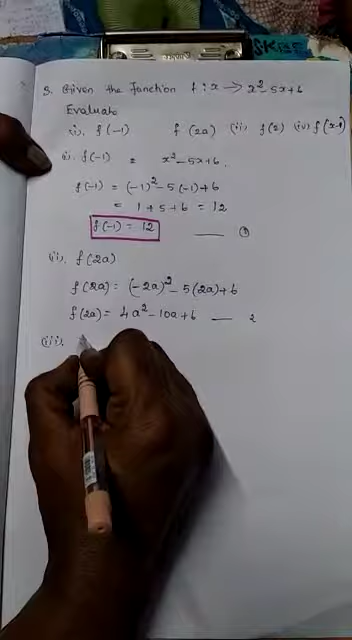 3. Given the function f : x → x² - 5x + 6
Evaluate
(i). f(-1) f(2a) (iii) f(2) (iv) f(x-1)
(i). f(-1) = x² - 5x + 6.
f(-1) = (-1)² - 5(-1) + 6
= 1 + 5 + 6 = 12
f(-1) = 12 —— ①
(ii). f(2a)
f(2a) = (-2a)² - 5(2a) + 6
f(2a) = 4a² - 10a + 6 —— 2
(iii).